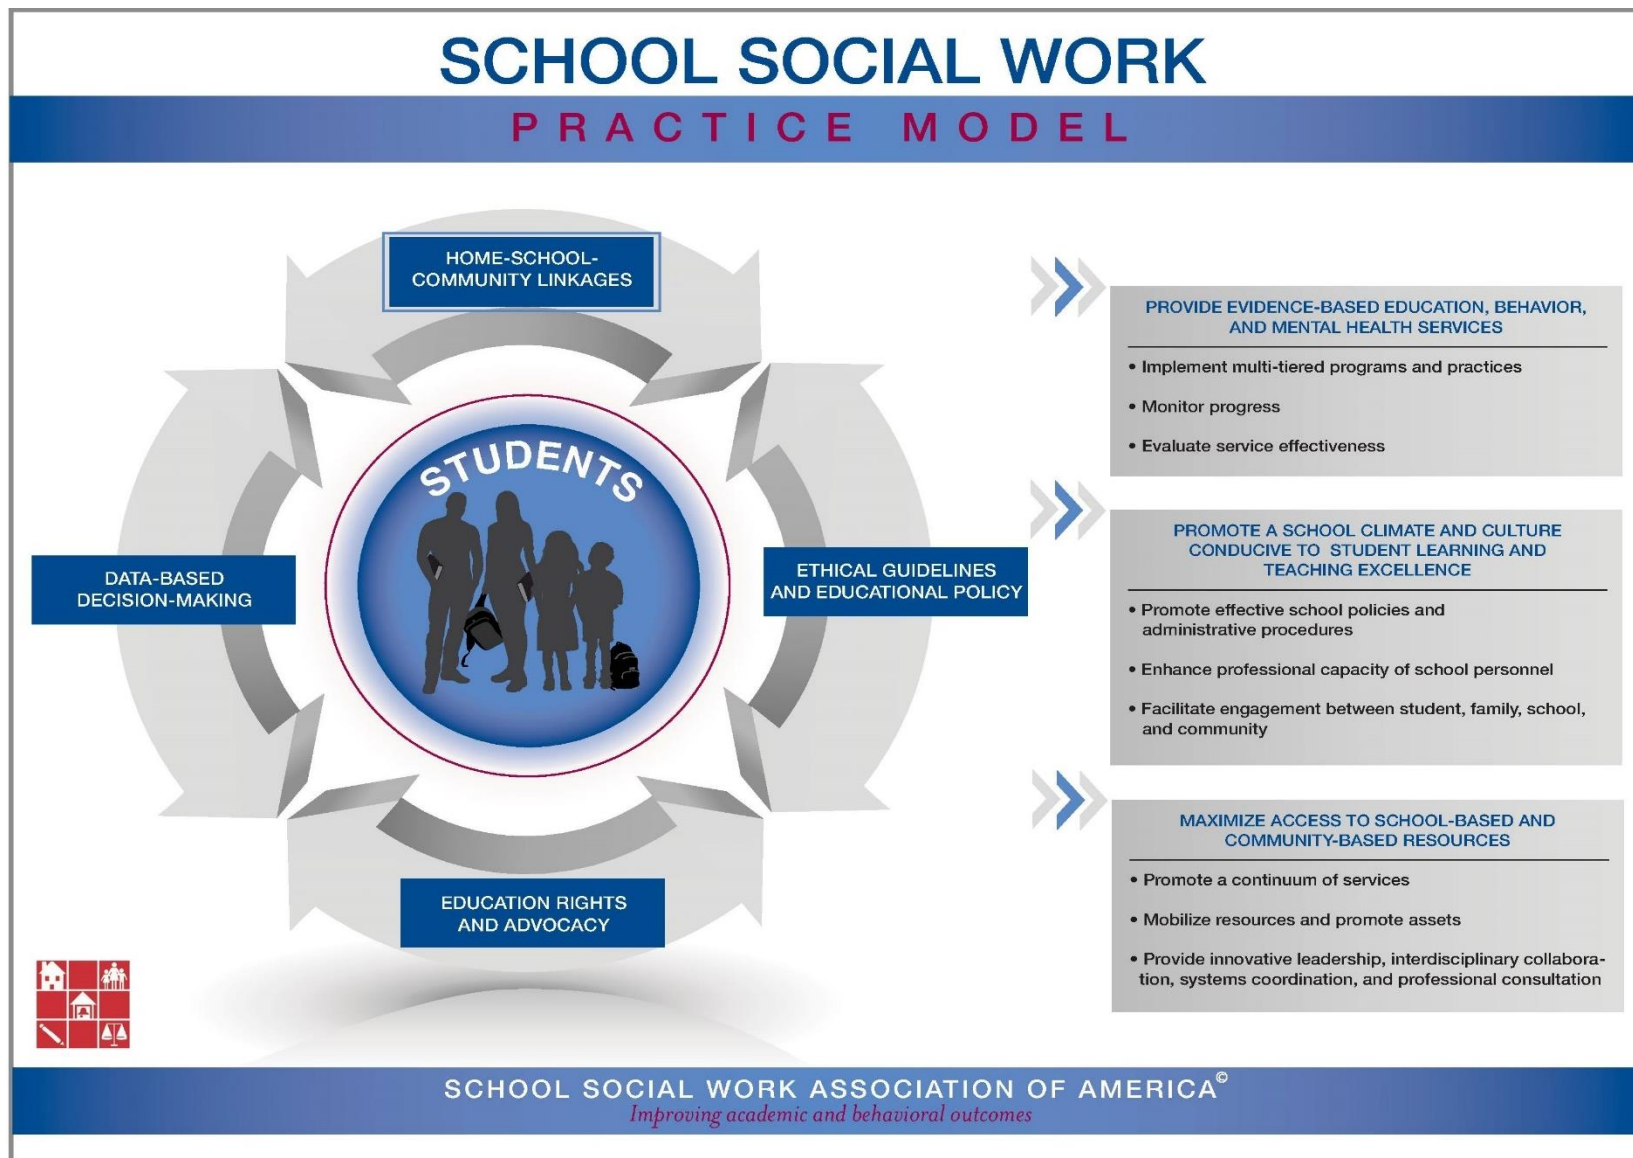 SCHOOL SOCIAL WORK
PRACTICE MODEL
HOME-SCHOOL-
COMMUNITY LINKAGES
STUDENTS
DATA-BASED
DECISION-MAKING
ETHICAL GUIDELINES
AND EDUCATIONAL POLICY
EDUCATION RIGHTS
AND ADVOCACY
PROVIDE EVIDENCE-BASED EDUCATION, BEHAVIOR,
AND MENTAL HEALTH SERVICES
• Implement multi-tiered programs and practices
• Monitor progress
• Evaluate service effectiveness
PROMOTE A SCHOOL CLIMATE AND CULTURE
CONDUCIVE TO STUDENT LEARNING AND
TEACHING EXCELLENCE
• Promote effective school policies and
administrative procedures
• Enhance professional capacity of school personnel
• Facilitate engagement between student, family, school,
and community
MAXIMIZE ACCESS TO SCHOOL-BASED AND
COMMUNITY-BASED RESOURCES
• Promote a continuum of services
• Mobilize resources and promote assets
• Provide innovative leadership, interdisciplinary collabora-
tion, systems coordination, and professional consultation
SCHOOL SOCIAL WORK ASSOCIATION OF AMERICA©
Improving academic and behavioral outcomes